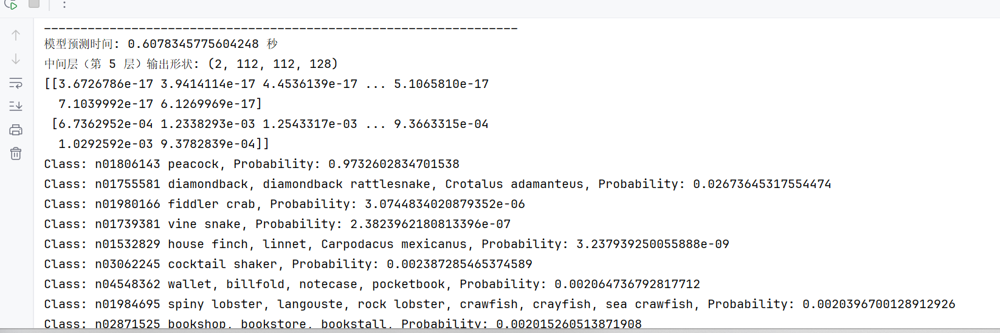 _________________________________________________________________
模型预测时间: 0.6078345775604248 秒
中间层（第 5 层）输出形状: (2, 112, 112, 128)
[[3.6726786e-17 3.9414114e-17 4.4536139e-17 ... 5.1065810e-17
  7.1039992e-17 6.1269969e-17]
 [6.7362952e-04 1.2338293e-03 1.2543317e-03 ... 9.3663315e-04
  1.0292592e-03 9.3782839e-04]]
Class: n01806143 peacock, Probability: 0.9732602834701538
Class: n01755581 diamondback, diamondback rattlesnake, Crotalus adamanteus, Probability: 0.02673645317554474
Class: n01980166 fiddler crab, Probability: 3.0744834020879352e-06
Class: n01739381 vine snake, Probability: 2.3823962180813396e-07
Class: n01532829 house finch, linnet, Carpodacus mexicanus, Probability: 3.237939250055888e-09
Class: n03062245 cocktail shaker, Probability: 0.002387285465374589
Class: n04548362 wallet, billfold, notecase, pocketbook, Probability: 0.002064736792817712
Class: n01984695 spiny lobster, langouste, rock lobster, crawfish, crayfish, sea crawfish, Probability: 0.0020396700128912926
Class: n02871525 bookshop, bookstore, bookstall, Probability: 0.002015260513871908